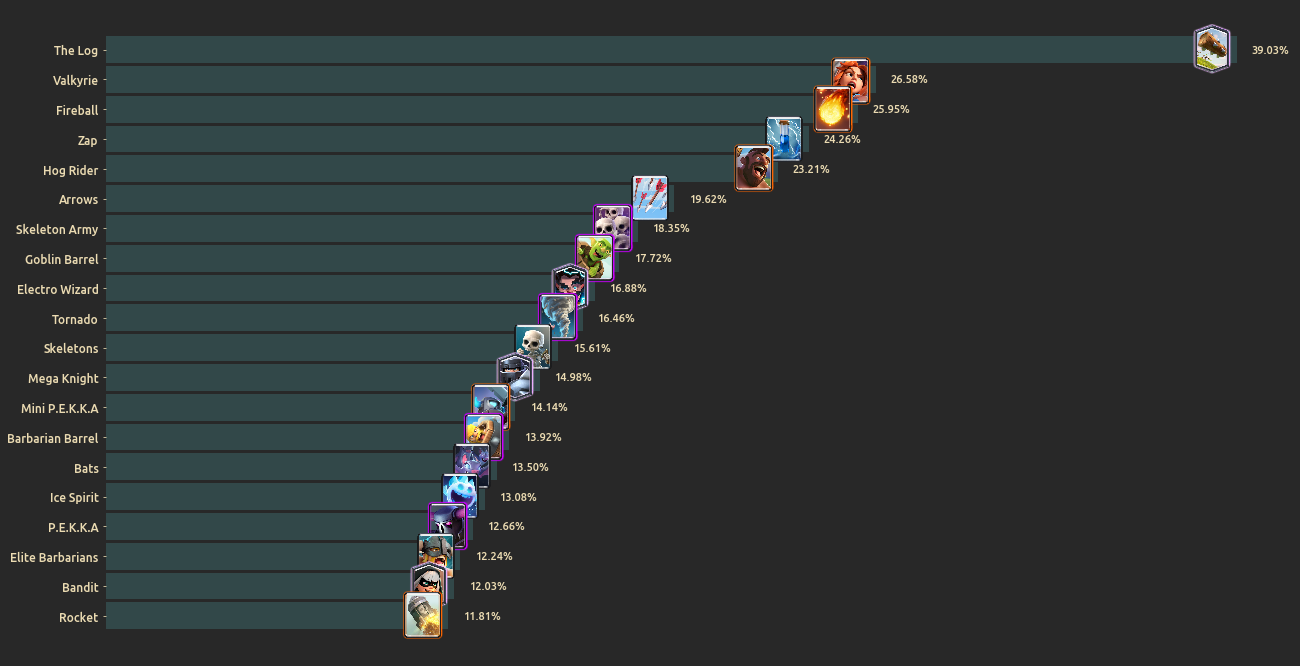 The Log 39.03%
Valkyrie 26.58%
Fireball 25.95%
Zap 24.26%
Hog Rider 23.21%
Arrows 19.62%
Skeleton Army 18.35%
Goblin Barrel 17.72%
Electro Wizard 16.88%
Tornado 16.46%
Skeletons 15.61%
Mega Knight 14.98%
Mini P.E.K.K.A 14.14%
Barbarian Barrel 13.92%
Bats 13.50%
Ice Spirit 13.08%
P.E.K.K.A 12.66%
Elite Barbarians 12.24%
Bandit 12.03%
Rocket 11.81%